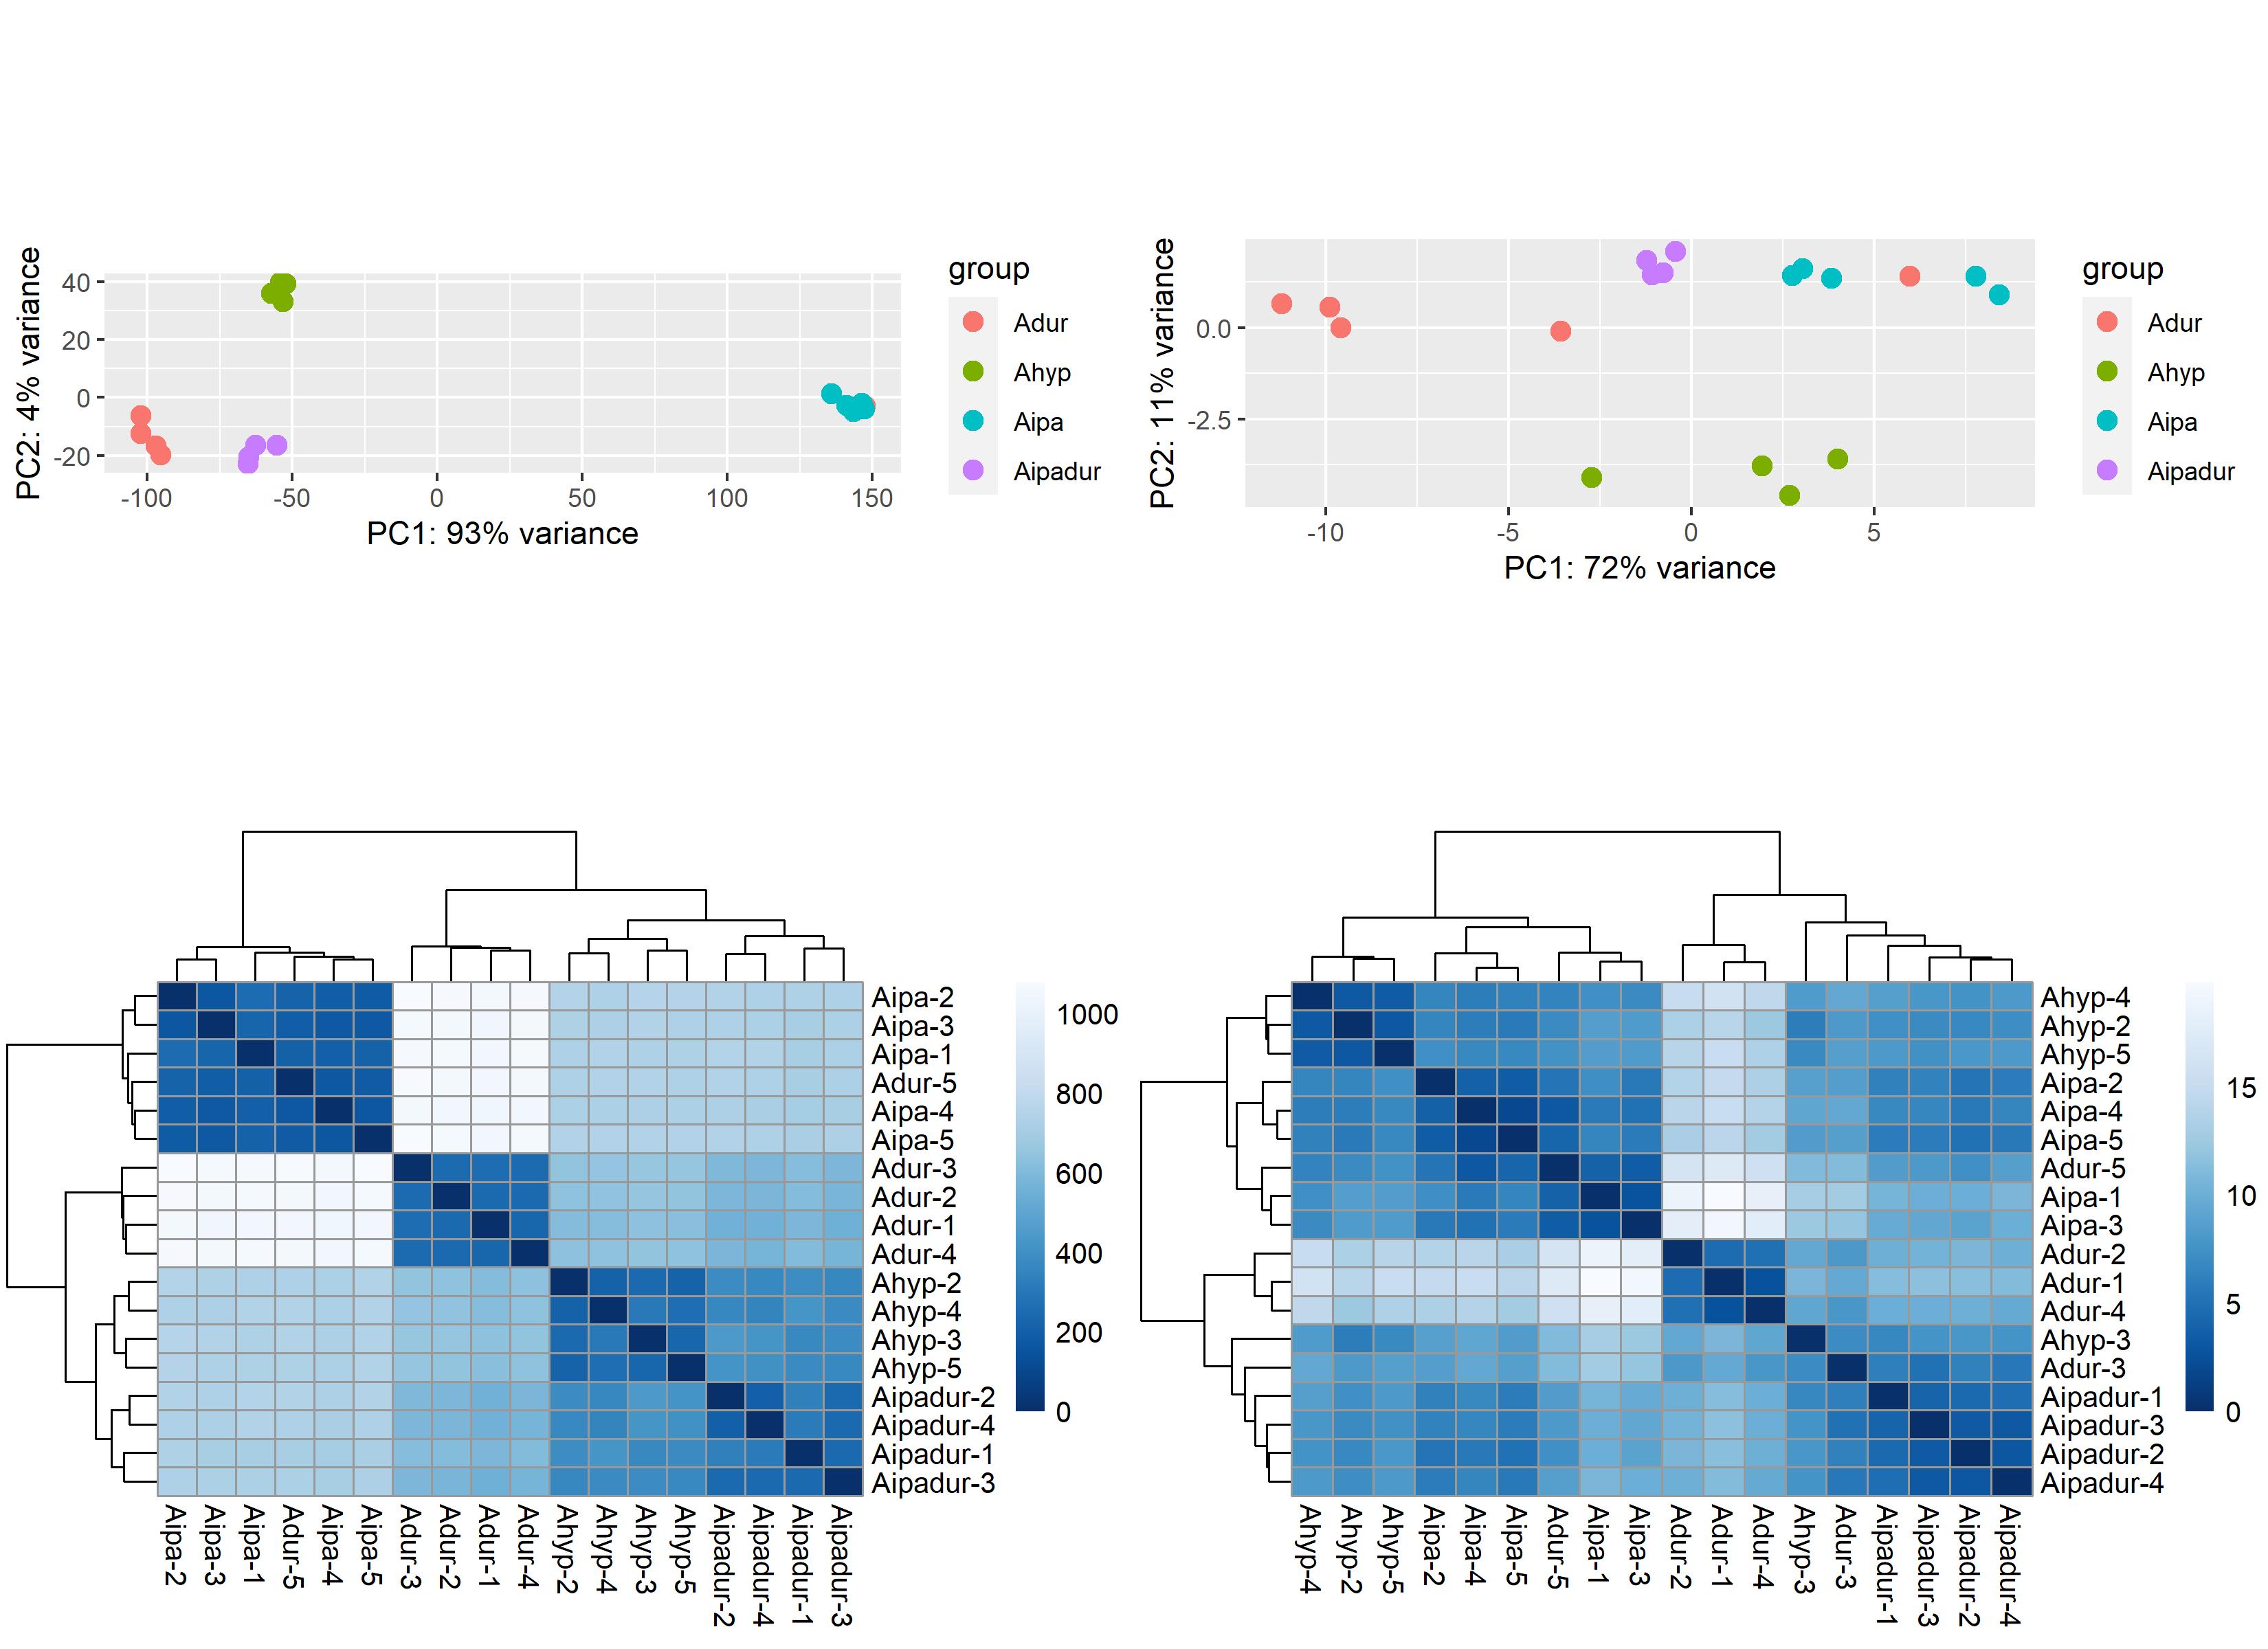 PC2: 4% variance
40
20
0
-20
-100
-50
0
50
100
150
PC1: 93% variance
group
Adur
Ahyp
Aipa
Aipadur
PC2: 11% variance
0.0
-2.5
-10
-5
0
5
PC1: 72% variance
group
Adur
Ahyp
Aipa
Aipadur
Aipa-2
Aipa-3
Aipa-1
Adur-5
Aipa-4
Aipa-5
Adur-3
Adur-2
Adur-1
Adur-4
Ahyp-2
Ahyp-4
Ahyp-3
Ahyp-5
Aipadur-2
Aipadur-4
Aipadur-1
Aipadur-3
Aipa-2
Aipa-3
Aipa-1
Adur-5
Aipa-4
Aipa-5
Adur-3
Adur-2
Adur-1
Adur-4
Ahyp-2
Ahyp-4
Ahyp-3
Ahyp-5
Aipadur-2
Aipadur-4
Aipadur-1
Aipadur-3
1000
800
600
400
200
0
Ahyp-4
Ahyp-2
Ahyp-5
Aipa-2
Aipa-4
Aipa-5
Adur-5
Aipa-1
Aipa-3
Adur-2
Adur-1
Adur-4
Ahyp-3
Adur-3
Aipadur-1
Aipadur-3
Aipadur-2
Aipadur-4
Ahyp-4
Ahyp-2
Ahyp-5
Aipa-2
Aipa-4
Aipa-5
Adur-5
Aipa-1
Aipa-3
Adur-2
Adur-1
Adur-4
Ahyp-3
Adur-3
Aipadur-1
Aipadur-3
Aipadur-2
Aipadur-4
15
10
5
0